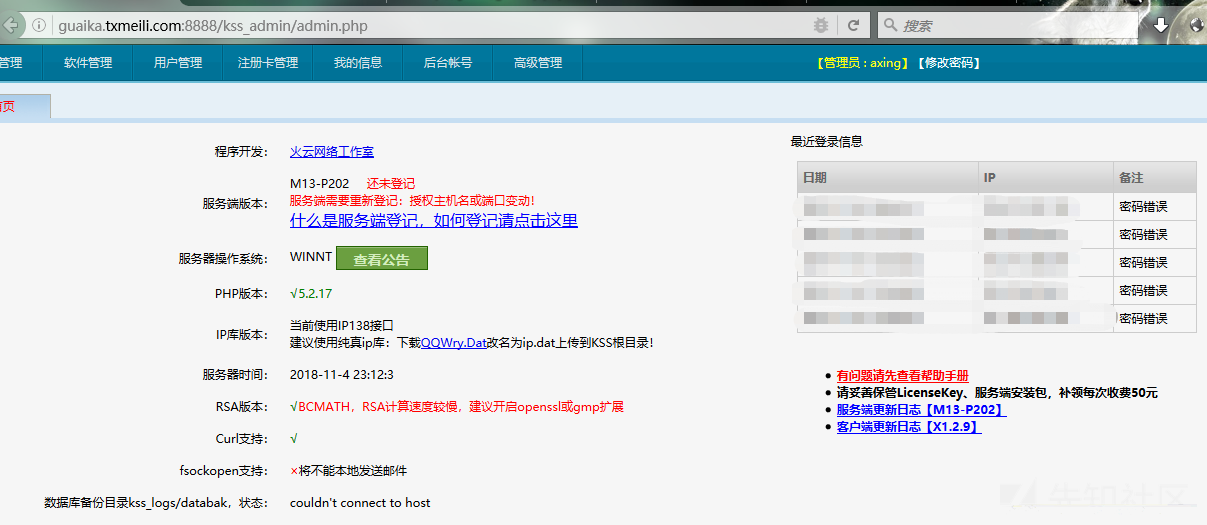 guaika.txmeili.com:8888/kss_admin/admin.php
搜索
管理 软件管理 用户管理 注册卡管理 我的信息 后台帐号 高级管理 【管理员 : axing】【修改密码】
首页
程序开发： 火云网络工作室
服务端版本： M13-P202 还未登记
服务端需要重新登记：授权主机名或端口变动！
什么是服务端登记，如何登记请点击这里
服务器操作系统： WINNT 查看公告
PHP版本： √5.2.17
IP库版本： 当前使用IP138接口
建议使用纯真ip库：下载QQWry.Dat改名为ip.dat上传到KSS根目录！
服务器时间： 2018-11-4 23:12:3
RSA版本： √BCMATH，RSA计算速度较慢，建议开启openssl或gmp扩展
Curl支持： √
fsockopen支持： ×将不能本地发送邮件
数据库备份目录kss_logs/databak，状态： couldn't connect to host
最近登录信息
日期 IP 备注
密码错误
密码错误
密码错误
密码错误
密码错误
有问题请先查看帮助手册
请妥善保管LicenseKey、服务端安装包，补领每次收费50元
服务端更新日志【M13-P202】
客户端更新日志【X1.2.9】
先知社区